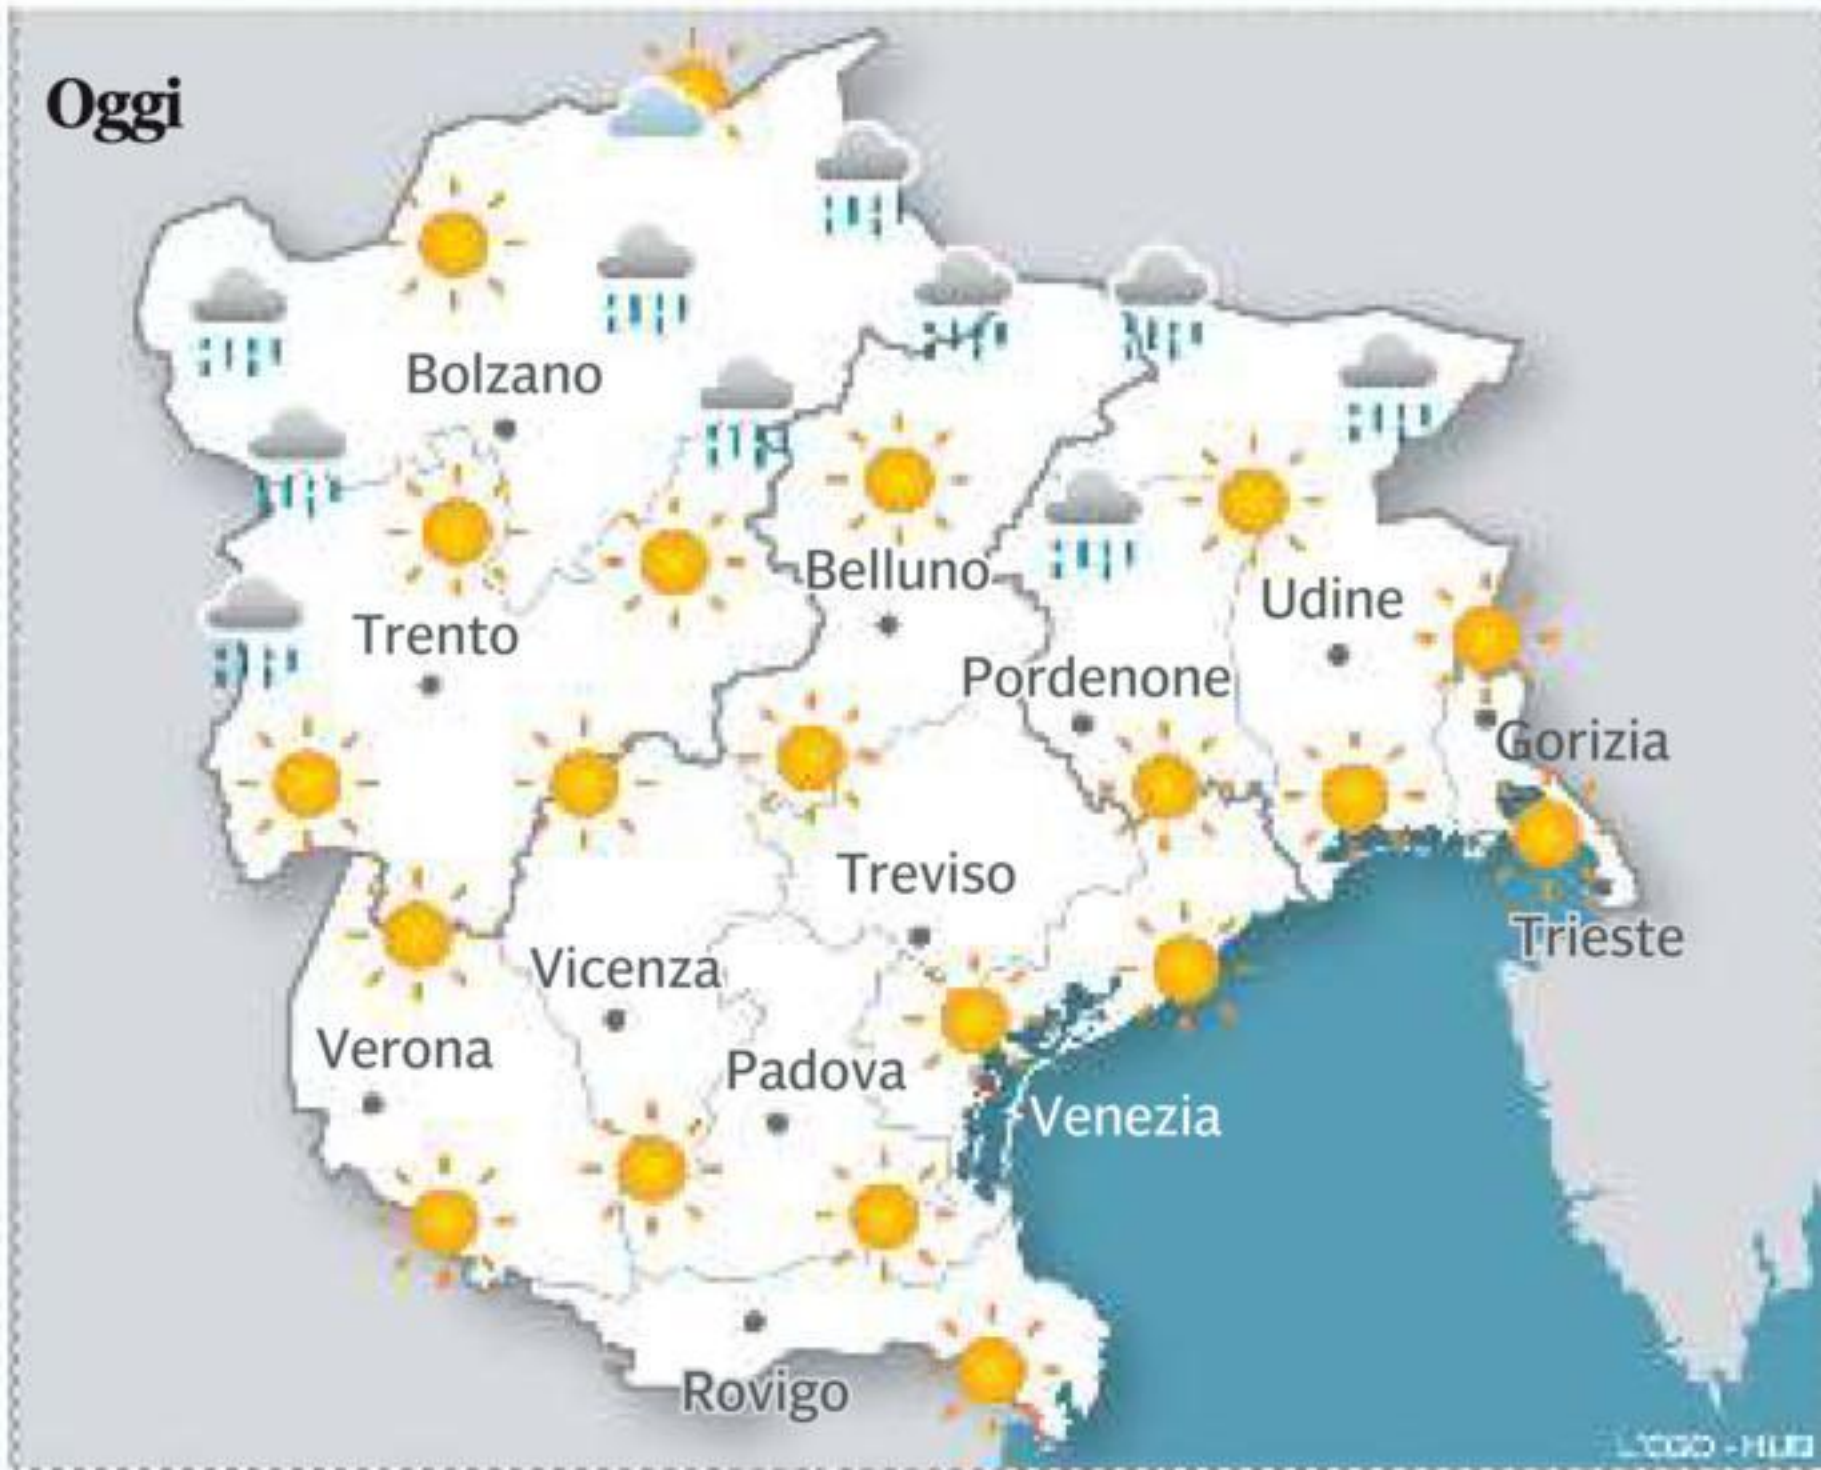 Oggi
Bolzano
Belluno
Trento
Udine
Pordenone
Gorizia
Treviso
Trieste
Vicenza
Verona
Padova
Venezia
Rovigo